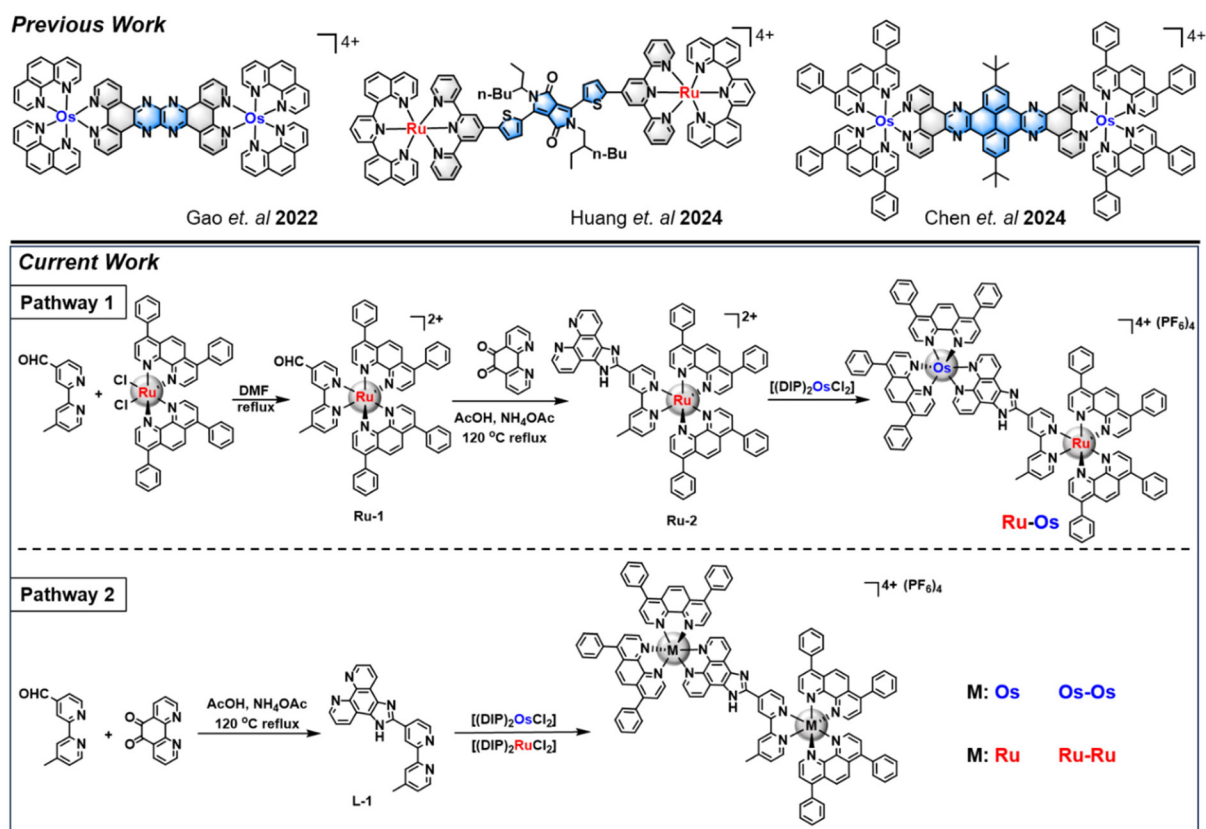 Previous Work
4+
Os
Os
Gao et. al 2022
4+
n-Bu
Ru
Ru
n-Bu
Huang et. al 2024
4+
Os
Os
Chen et. al 2024
Current Work
Pathway 1
OHC
+
Cl
Cl
Ru
DMF
reflux
2+
OHC
Ru
Ru-1
AcOH, NH₄OAc
120 °C reflux
2+
Ru
Ru-2
[(DIP)₂OsCl₂]
4+ (PF₆)₄
Os
Ru
Ru-Os
Pathway 2
OHC
+
AcOH, NH₄OAc
120 °C reflux
L-1
[(DIP)₂OsCl₂]
[(DIP)₂RuCl₂]
4+ (PF₆)₄
M
M
M: Os Os-Os
M: Ru Ru-Ru